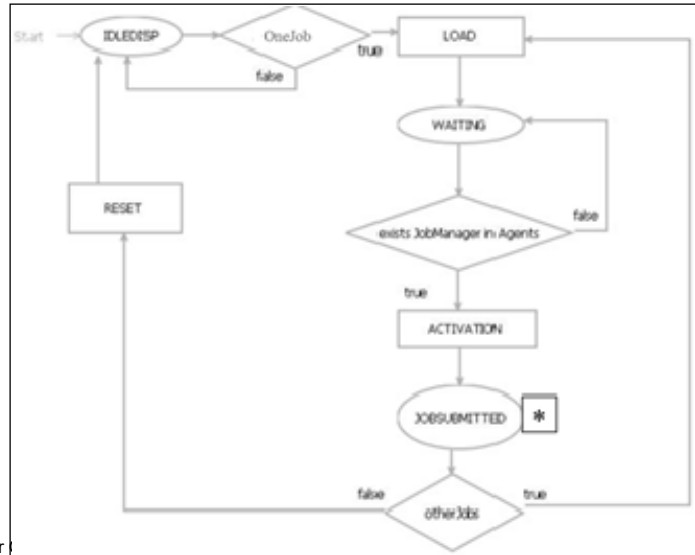 Start
IDLEDISP
OneJob
true
false
LOAD
WAITING
RESET
exists JobManager in Agents
false
true
ACTIVATION
JOBSUBMITTED
*
false
true
otherJobs